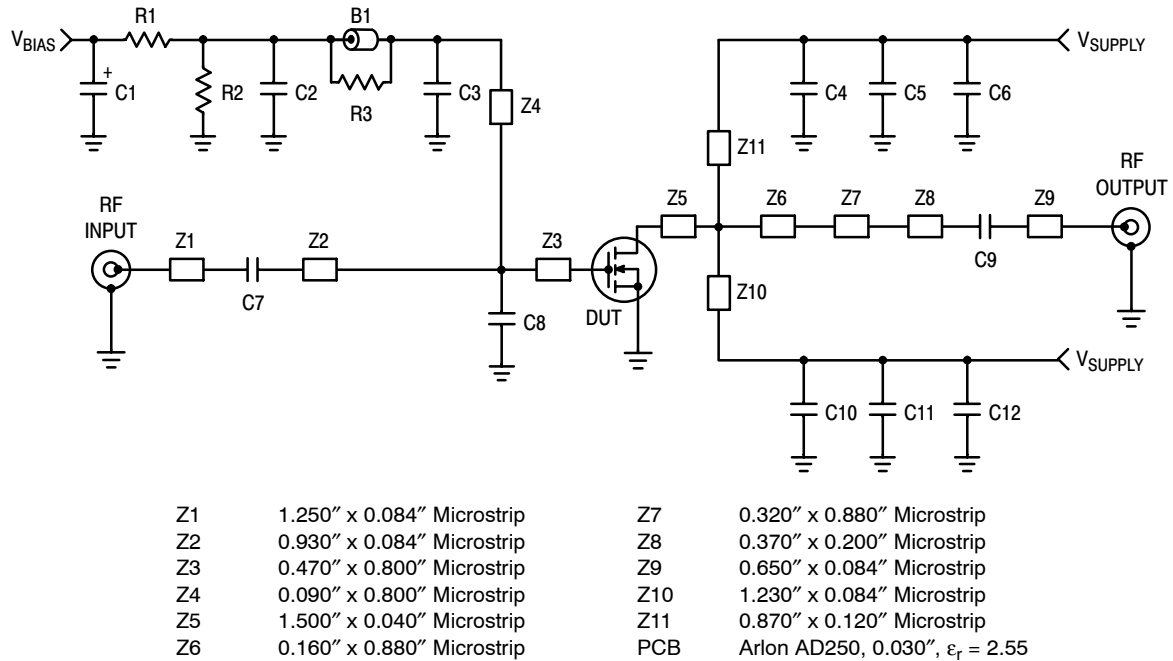 V_BIAS
R1
B1
+
C1
R2
C2
R3
C3
Z4
V_SUPPLY
C4
C5
C6
Z11
RF
INPUT
Z1
Z2
C7
Z3
C8
DUT
Z5
Z6
Z7
Z8
C9
Z9
RF
OUTPUT
Z10
V_SUPPLY
C10
C11
C12
Z1 1.250″ x 0.084″ Microstrip
Z2 0.930″ x 0.084″ Microstrip
Z3 0.470″ x 0.800″ Microstrip
Z4 0.090″ x 0.800″ Microstrip
Z5 1.500″ x 0.040″ Microstrip
Z6 0.160″ x 0.880″ Microstrip
Z7 0.320″ x 0.880″ Microstrip
Z8 0.370″ x 0.200″ Microstrip
Z9 0.650″ x 0.084″ Microstrip
Z10 1.230″ x 0.084″ Microstrip
Z11 0.870″ x 0.120″ Microstrip
PCB Arlon AD250, 0.030″, εr = 2.55